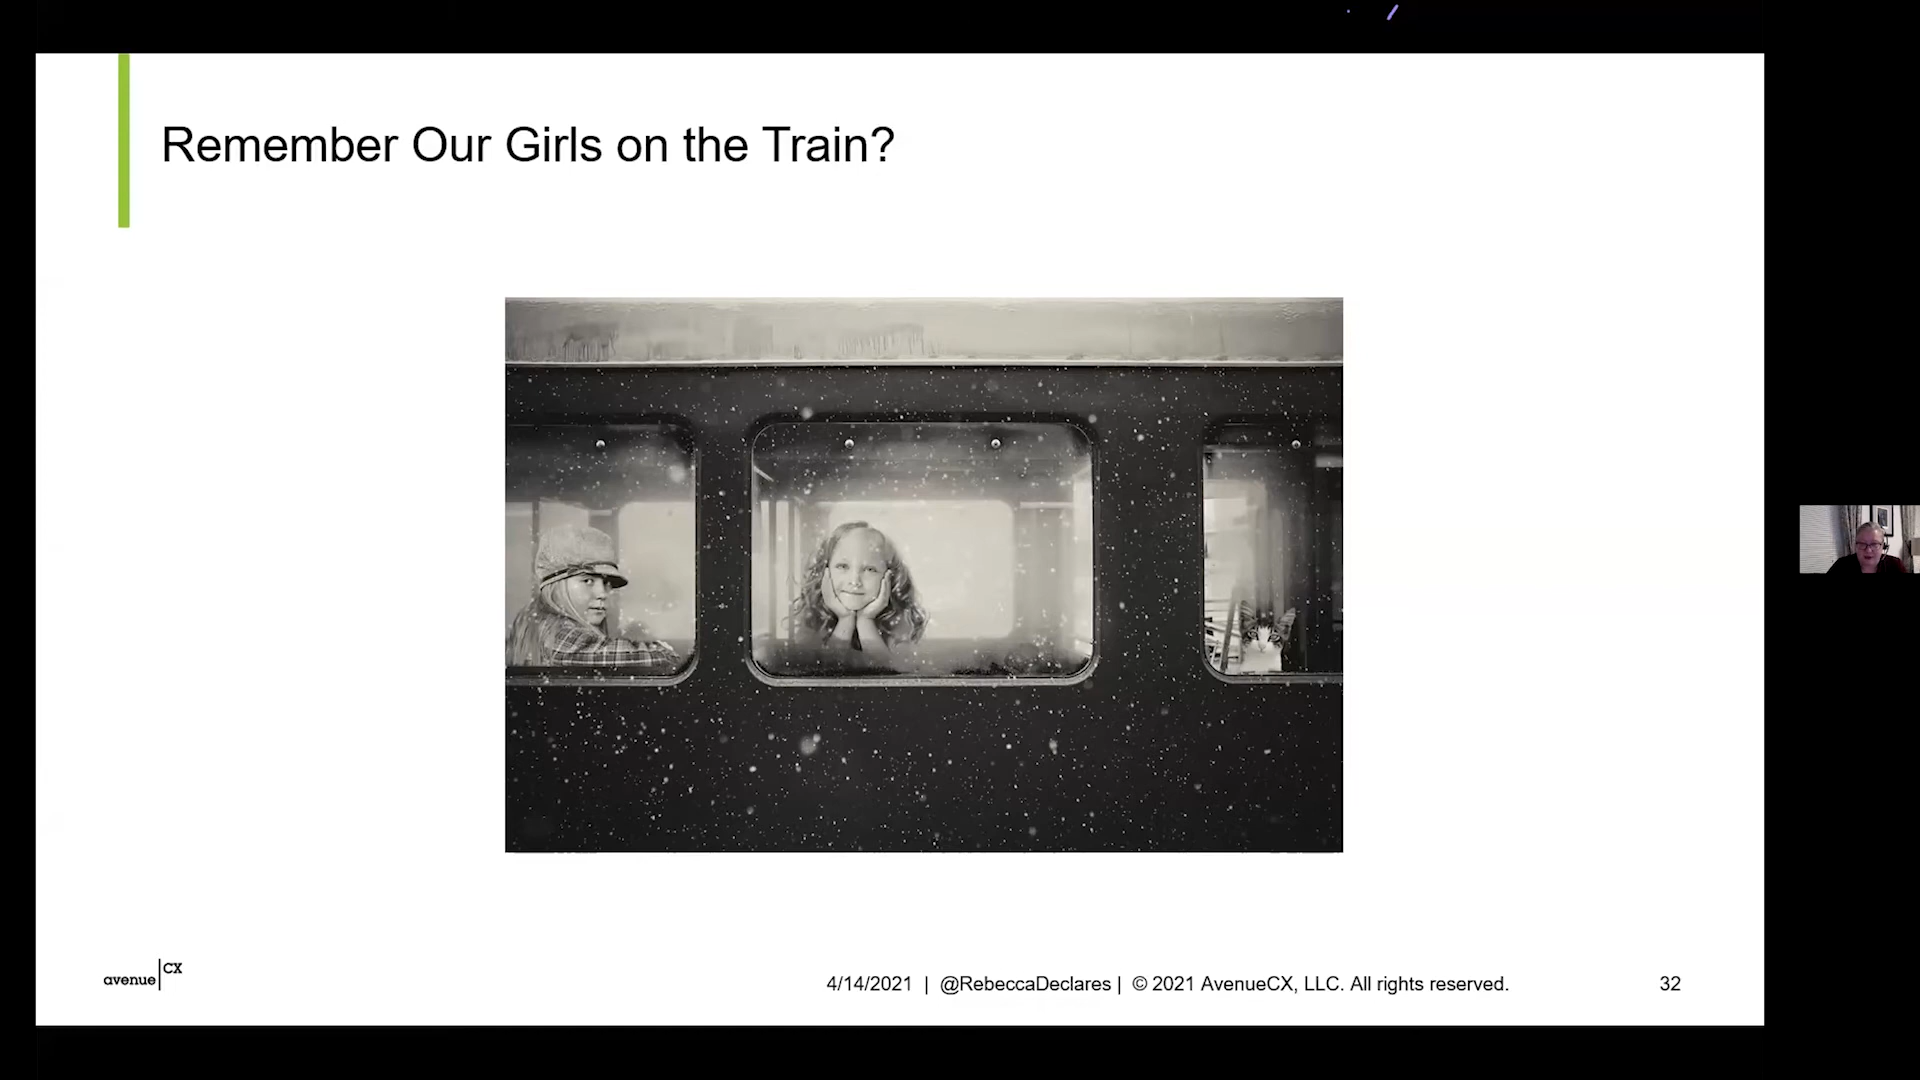 Remember Our Girls on the Train?
avenue CX
4/14/2021 | @RebeccaDeclares | © 2021 AvenueCX, LLC. All rights reserved.
32